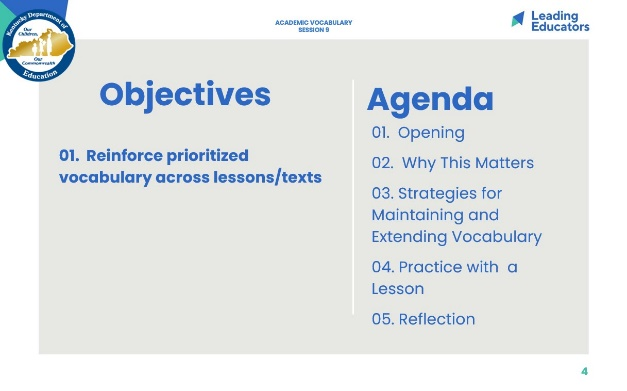 Kentucky Department of
Our Children,
Our Commonwealth
Education
ACADEMIC VOCABULARY
SESSION 9
Leading
Educators
Objectives
01. Reinforce prioritized
vocabulary across lessons/texts
Agenda
01. Opening
02. Why This Matters
03. Strategies for
Maintaining and
Extending Vocabulary
04. Practice with a
Lesson
05. Reflection
4